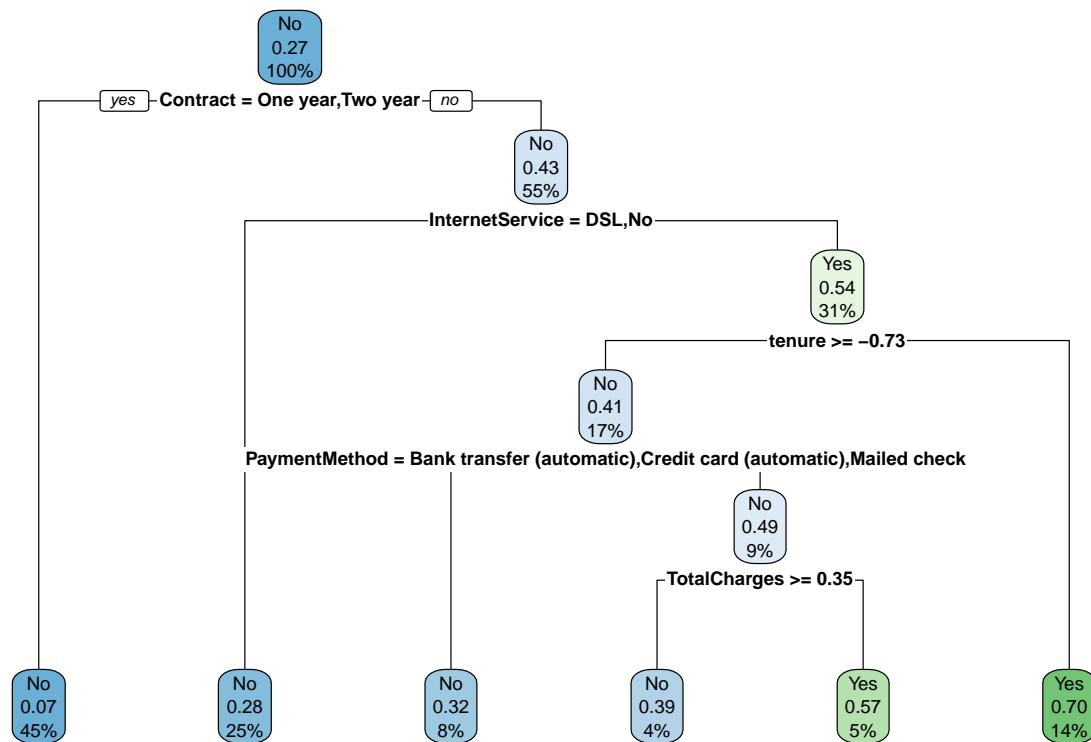 No
0.27
100%
yes
Contract = One year,Two year
no
No
0.43
55%
InternetService = DSL,No
Yes
0.54
31%
tenure >= −0.73
No
0.41
17%
PaymentMethod = Bank transfer (automatic),Credit card (automatic),Mailed check
No
0.49
9%
TotalCharges >= 0.35
No
0.07
45%
No
0.28
25%
No
0.32
8%
No
0.39
4%
Yes
0.57
5%
Yes
0.70
14%